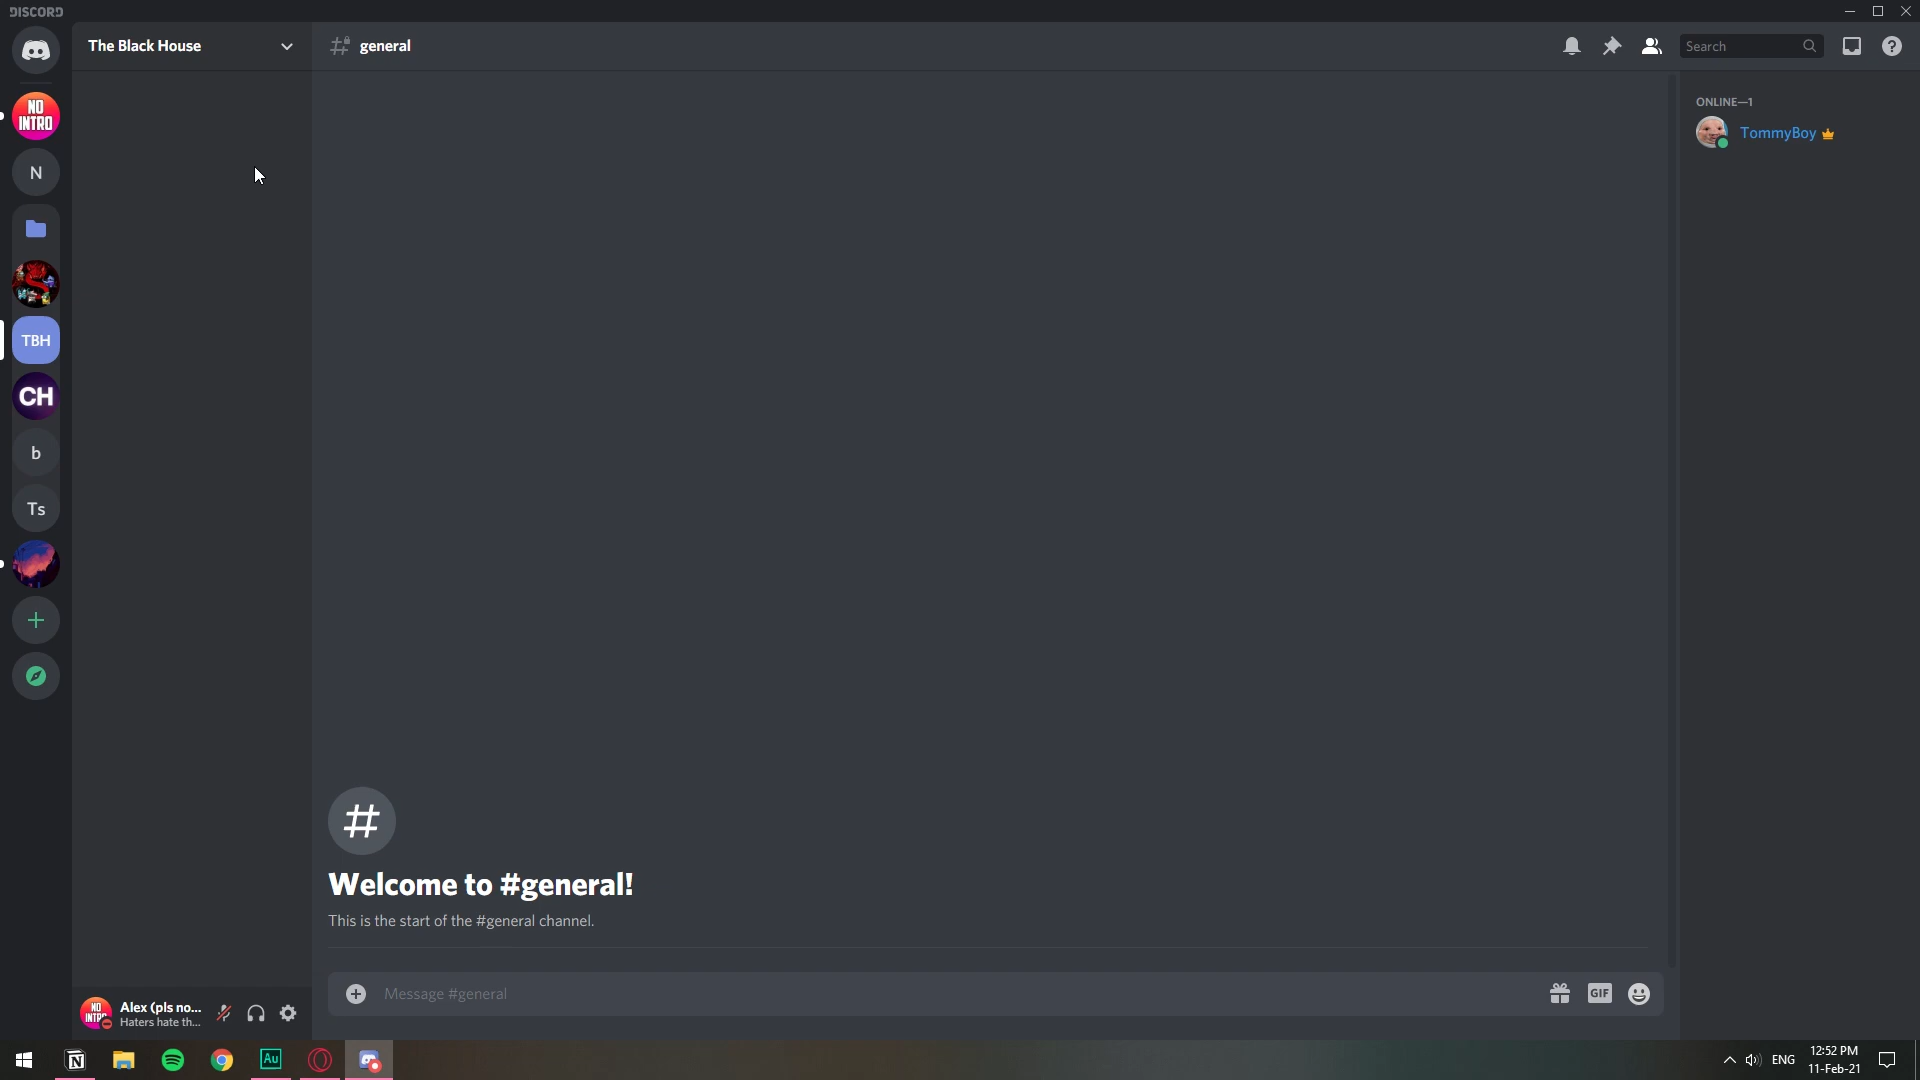 DISCORD
The Black House
general
Search
NO
INTRO
N
TBH
CH
b
Ts
ONLINE—1
TommyBoy
Welcome to #general!
This is the start of the #general channel.
Message #general
GIF
Alex (pls no...
Haters hate th...
Au
ENG
12:52 PM
11-Feb-21